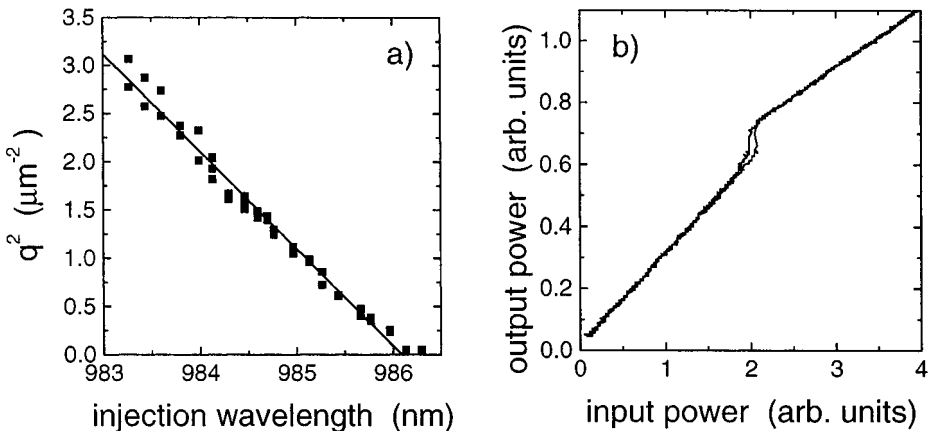 a)
3.5
3.0
2.5
2.0
1.5
1.0
0.5
0.0
q² (μm⁻²)
983 984 985 986
injection wavelength (nm)
b)
1.0
0.8
0.6
0.4
0.2
0.0
output power (arb. units)
0 1 2 3 4
input power (arb. units)